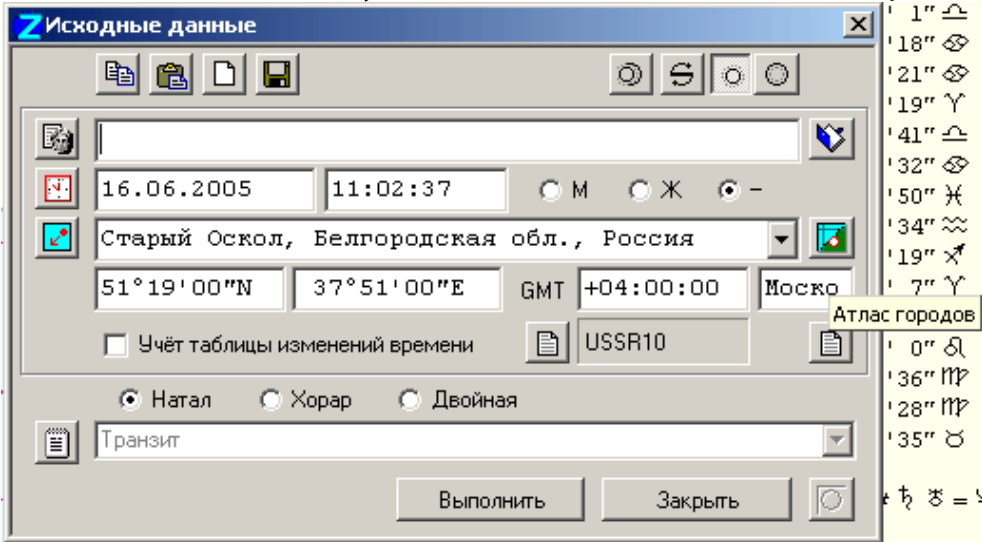 Исходные данные
16.06.2005 11:02:37 М Ж -
Старый Оскол, Белгородская обл., Россия
51°19'00"N 37°51'00"E GMT +04:00:00 Моско
Атлас городов
Учёт таблицы изменений времени USSR10
Натал Хорар Двойная
Транзит
Выполнить Закрыть
' 1" ♎
'18" ♋
'21" ♋
'19" ♈
'41" ♎
'32" ♋
'50" ♓
'34" ♒
'19" ♐
' 7" ♈
' 0" ♌
'36" ♍
'28" ♍
'35" ♉